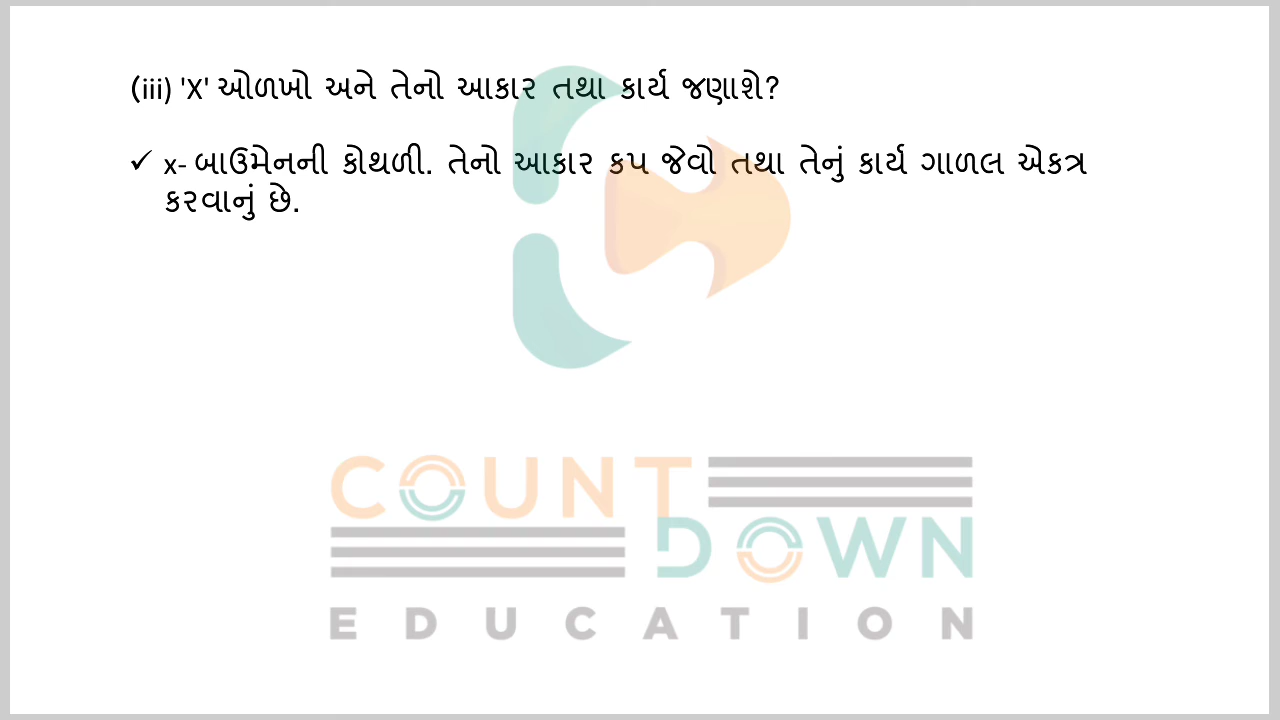 (iii) 'X' ઓળખો અને તેનો આકાર તથા કાર્ય જણાશે?
✓ x- બાઉમેનની કોથળી. તેનો આકાર કપ જેવો તથા તેનું કાર્ય ગાળલ એકત્ર
કરવાનું છે.
COUNT
DOWN
EDUCATION